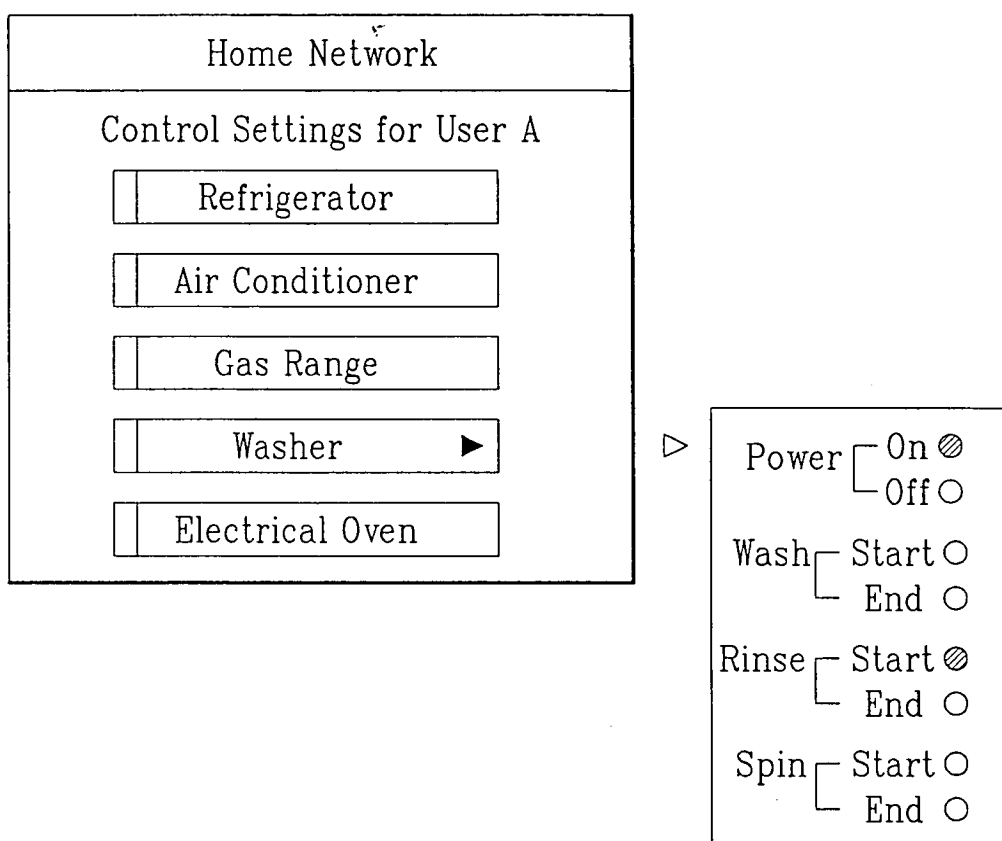 Home Network
Control Settings for User A
Refrigerator
Air Conditioner
Gas Range
Washer
Electrical Oven
Power On
Off
Wash Start
End
Rinse Start
End
Spin Start
End